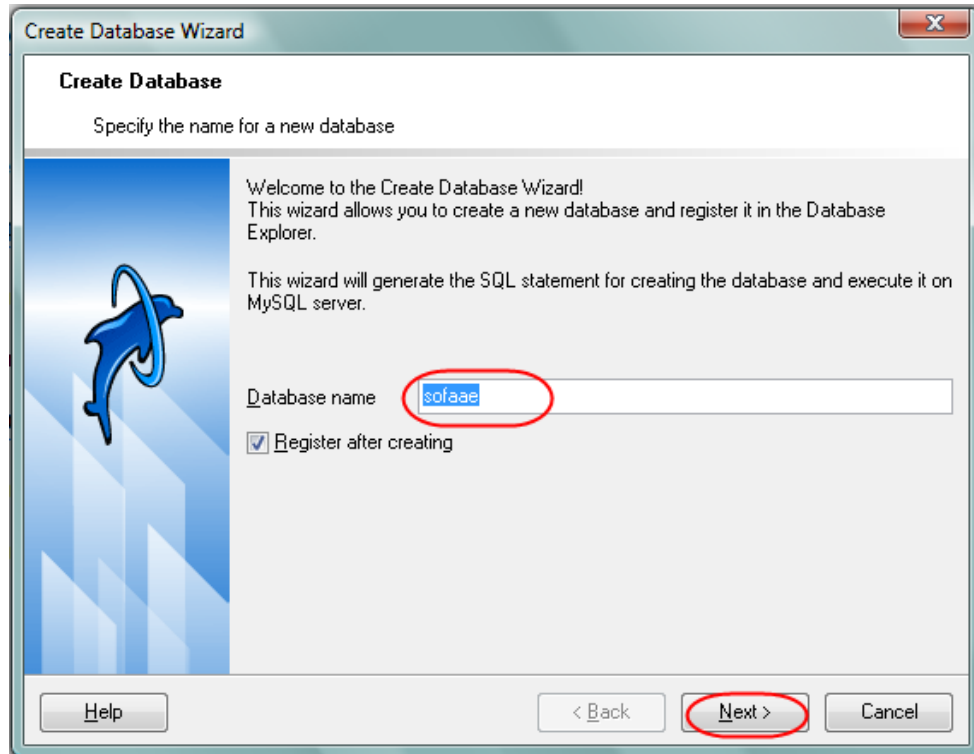 Create Database Wizard
Create Database
Specify the name for a new database
Welcome to the Create Database Wizard!
This wizard allows you to create a new database and register it in the Database
Explorer.
This wizard will generate the SQL statement for creating the database and execute it on
MySQL server.
Database name sofaae
Register after creating
Help < Back Next > Cancel